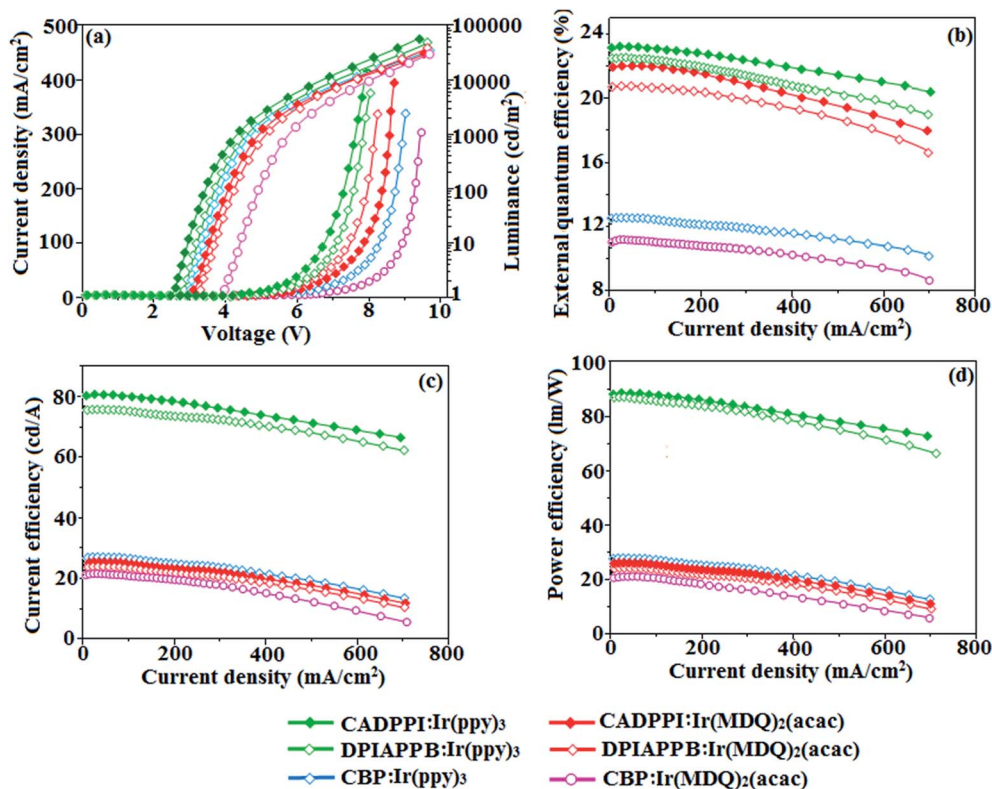 (a)
Current density (mA/cm²)
500
400
300
200
100
0
0 2 4 6 8 10
Voltage (V)
100000
10000
1000
100
10
1
Luminance (cd/m²)
(b)
External quantum efficiency (%)
24
20
16
12
8
0 200 400 600 800
Current density (mA/cm²)
(c)
Current efficiency (cd/A)
80
60
40
20
0
0 200 400 600 800
Current density (mA/cm²)
(d)
Power efficiency (lm/W)
100
80
60
40
20
0
0 200 400 600 800
Current density (mA/cm²)
CADPPI:Ir(ppy)₃ CADPPI:Ir(MDQ)₂(acac)
DPIAPPB:Ir(ppy)₃ DPIAPPB:Ir(MDQ)₂(acac)
CBP:Ir(ppy)₃ CBP:Ir(MDQ)₂(acac)